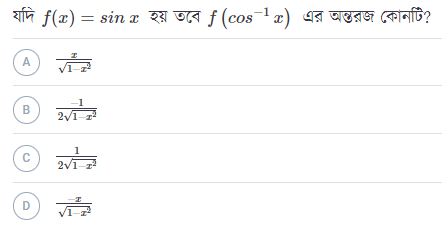 যদি f(x) = sin x হয় তবে f(cos⁻¹ x) এর অন্তরজ কোনটি?
A x/√1−x²
B −1/2√1−x²
C 1/2√1−x²
D −x/√1−x²